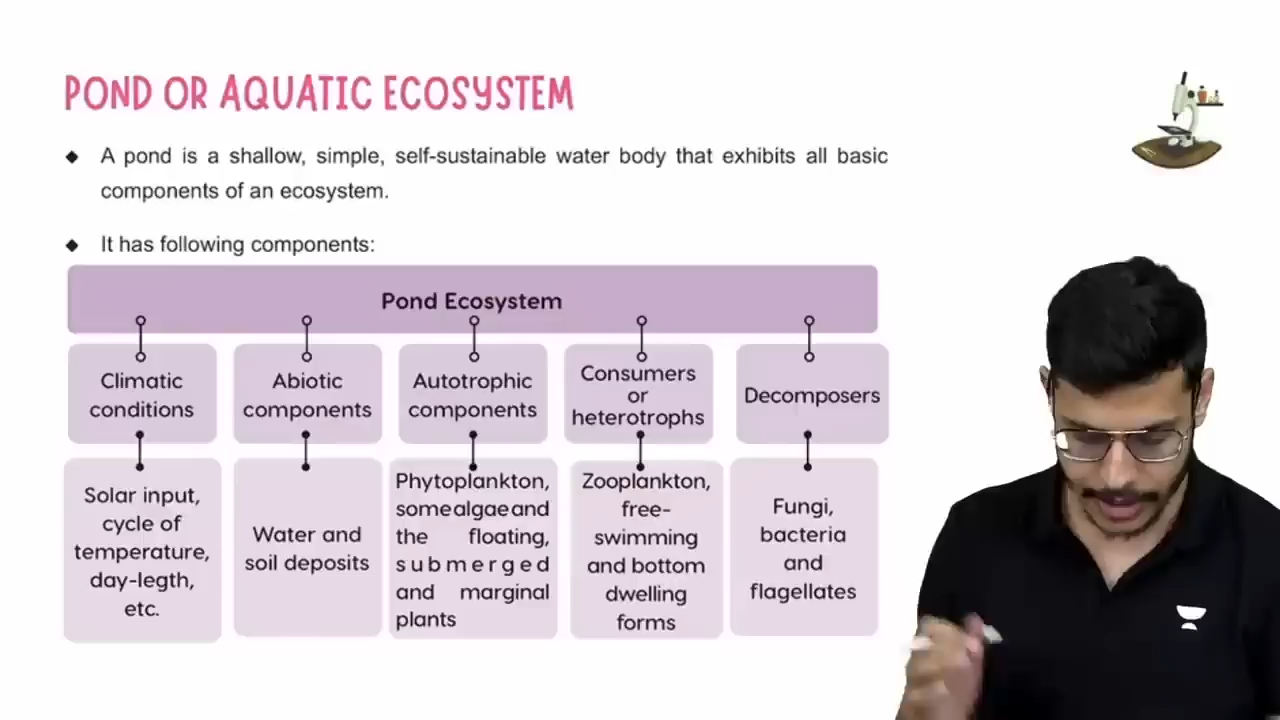 POND OR AQUATIC ECOSYSTEM
A pond is a shallow, simple, self-sustainable water body that exhibits all basic
components of an ecosystem.
It has following components:
Pond Ecosystem
Climatic
conditions
Abiotic
components
Autotrophic
components
Consumers
or
heterotrophs
Decomposers
Solar input,
cycle of
temperature,
day-legth,
etc.
Water and
soil deposits
Phytoplankton,
some algae and
the floating,
submerged
and marginal
plants
Zooplankton,
free-
swimming
and bottom
dwelling
forms
Fungi,
bacteria
and
flagellates